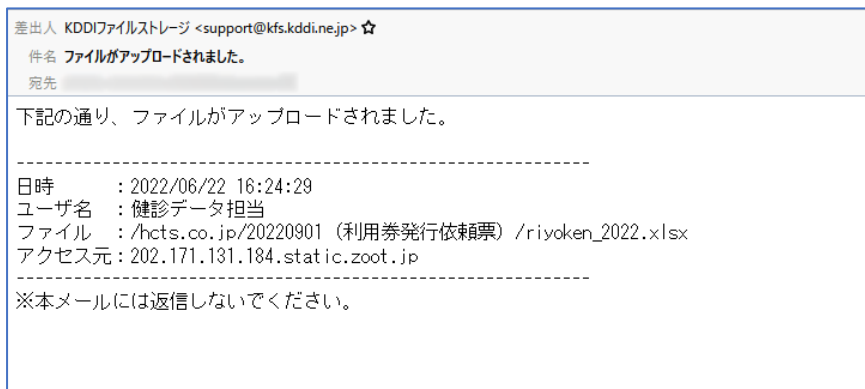 差出人 KDDIファイルストレージ <support@kfs.kddi.ne.jp> ☆
件名 ファイルがアップロードされました。
宛先
下記の通り、ファイルがアップロードされました。
------------------------------------------------------------
日時　　　：2022/06/22 16:24:29
ユーザ名　：健診データ担当
ファイル　：/hcts.co.jp/20220901（利用券発行依頼票）/riyoken_2022.xlsx
アクセス元：202.171.131.184.static.zoot.jp
------------------------------------------------------------
※本メールには返信しないでください。